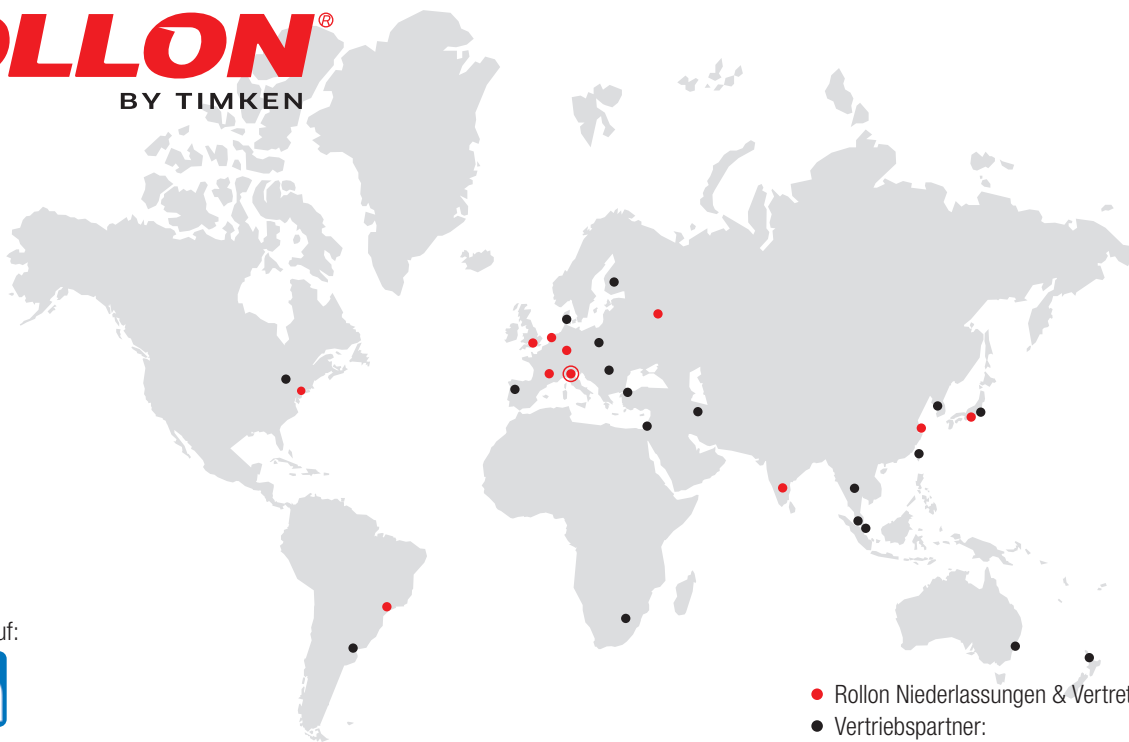 OLLON®
BY TIMKEN
uf:
Rollon Niederlassungen & Vertret
Vertriebspartner: